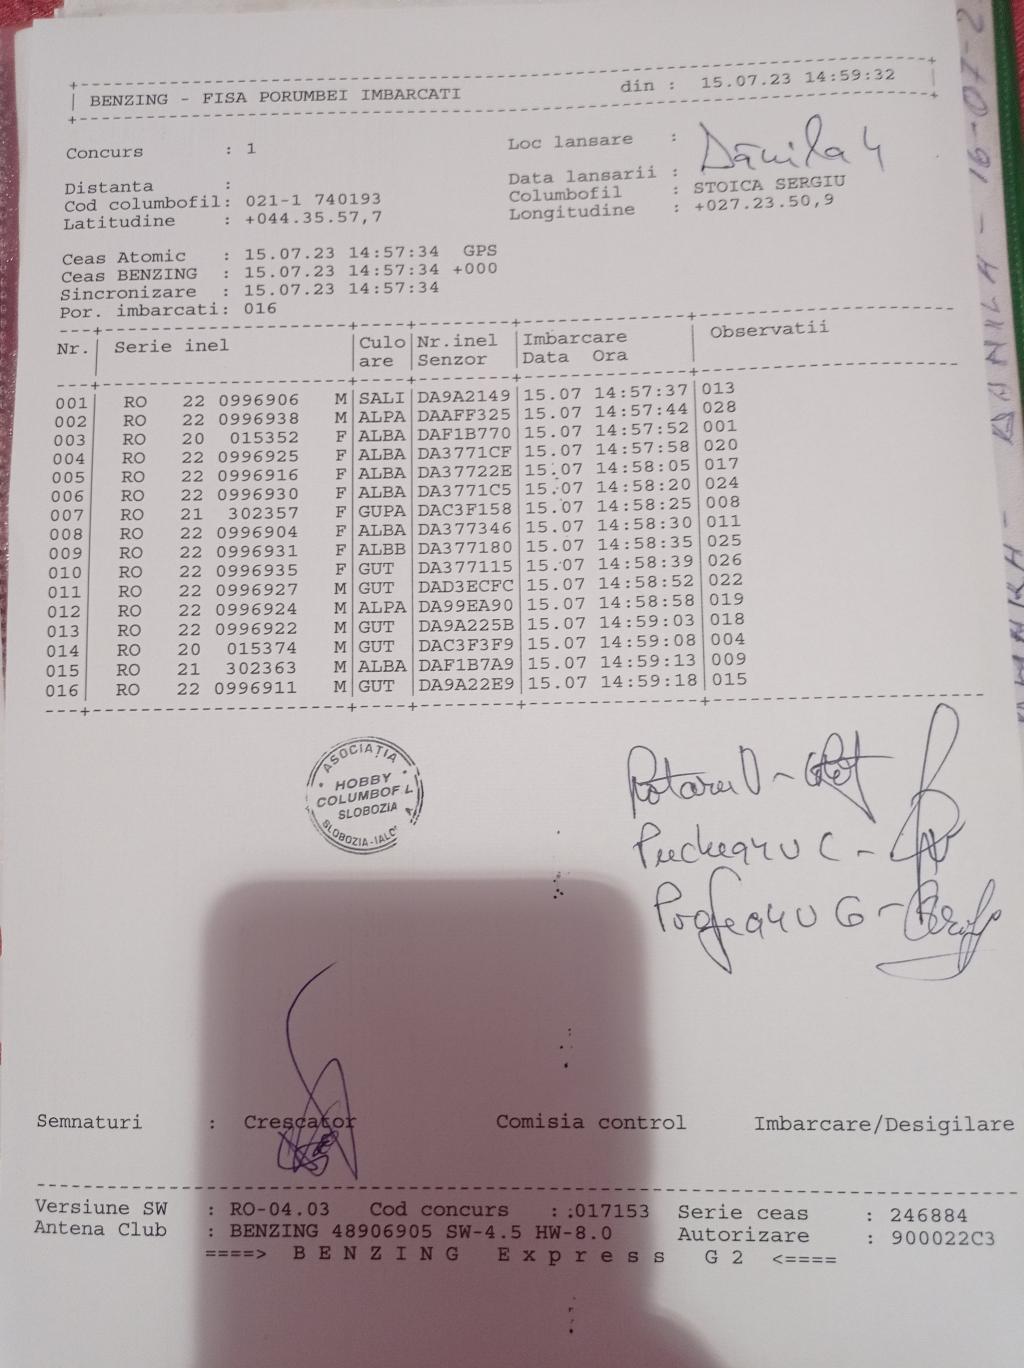 BENZING - FISA PORUMBEI IMBARCATI din : 15.07.23 14:59:32
Concurs : 1 Loc lansare : Dănila 4
Distanta : Data lansarii :
Cod columbofil: 021-1 740193 Columbofil : STOICA SERGIU
Latitudine : +044.35.57,7 Longitudine : +027.23.50,9
Ceas Atomic : 15.07.23 14:57:34 GPS
Ceas BENZING : 15.07.23 14:57:34 +000
Sincronizare : 15.07.23 14:57:34
Por. imbarcati: 016
Nr. Serie inel Culo Nr.inel Imbarcare Observatii
are Senzor Data Ora
001 RO 22 0996906 M SALI DA9A2149 15.07 14:57:37 013
002 RO 22 0996938 M ALPA DAAFF325 15.07 14:57:44 028
003 RO 20 015352 F ALBA DAF1B770 15.07 14:57:52 001
004 RO 22 0996925 F ALBA DA3771CF 15.07 14:57:58 020
005 RO 22 0996916 F ALBA DA37722E 15.07 14:58:05 017
006 RO 22 0996930 F ALBA DA3771C5 15.07 14:58:20 024
007 RO 21 302357 F GUPA DAC3F158 15.07 14:58:25 008
008 RO 22 0996904 F ALBA DA377346 15.07 14:58:30 011
009 RO 22 0996931 F ALBB DA377180 15.07 14:58:35 025
010 RO 22 0996935 F GUT DA377115 15.07 14:58:39 026
011 RO 22 0996927 M GUT DAD3ECFC 15.07 14:58:52 022
012 RO 22 0996924 M ALPA DA99EA90 15.07 14:58:58 019
013 RO 22 0996922 M GUT DA9A225B 15.07 14:59:03 018
014 RO 20 015374 M GUT DAC3F3F9 15.07 14:59:08 004
015 RO 21 302363 M ALBA DAF1B7A9 15.07 14:59:13 009
016 RO 22 0996911 M GUT DA9A22E9 15.07 14:59:18 015
ASOCIAŢIA
HOBBY
COLUMBOFIL
SLOBOZIA
Rotaru D -
C -
G -
Semnaturi : Crescator Comisia control Imbarcare/Desigilare
Versiune SW : RO-04.03 Cod concurs : :017153 Serie ceas : 246884
Antena Club : BENZING 48906905 SW-4.5 HW-8.0 Autorizare : 900022C3
====> B E N Z I N G E x p r e s s G 2 <====